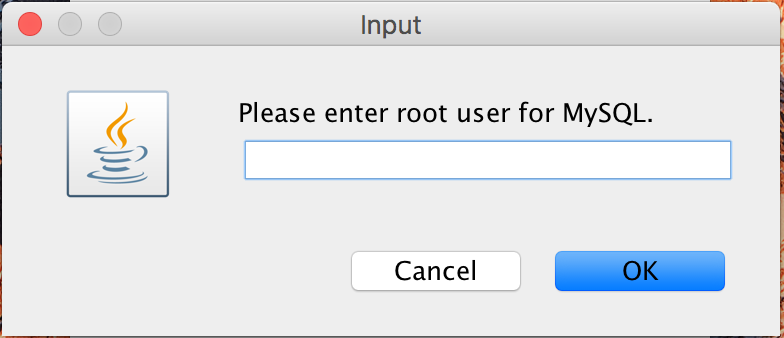 Input
Please enter root user for MySQL.
Cancel
OK